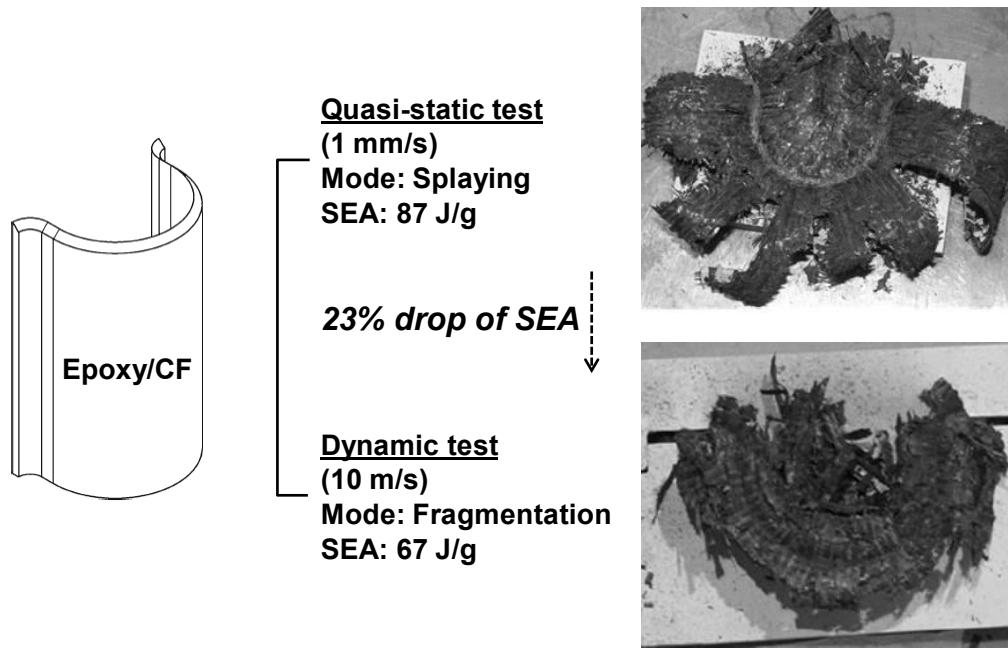 Quasi-static test
(1 mm/s)
Mode: Splaying
SEA: 87 J/g
23% drop of SEA
Epoxy/CF
Dynamic test
(10 m/s)
Mode: Fragmentation
SEA: 67 J/g